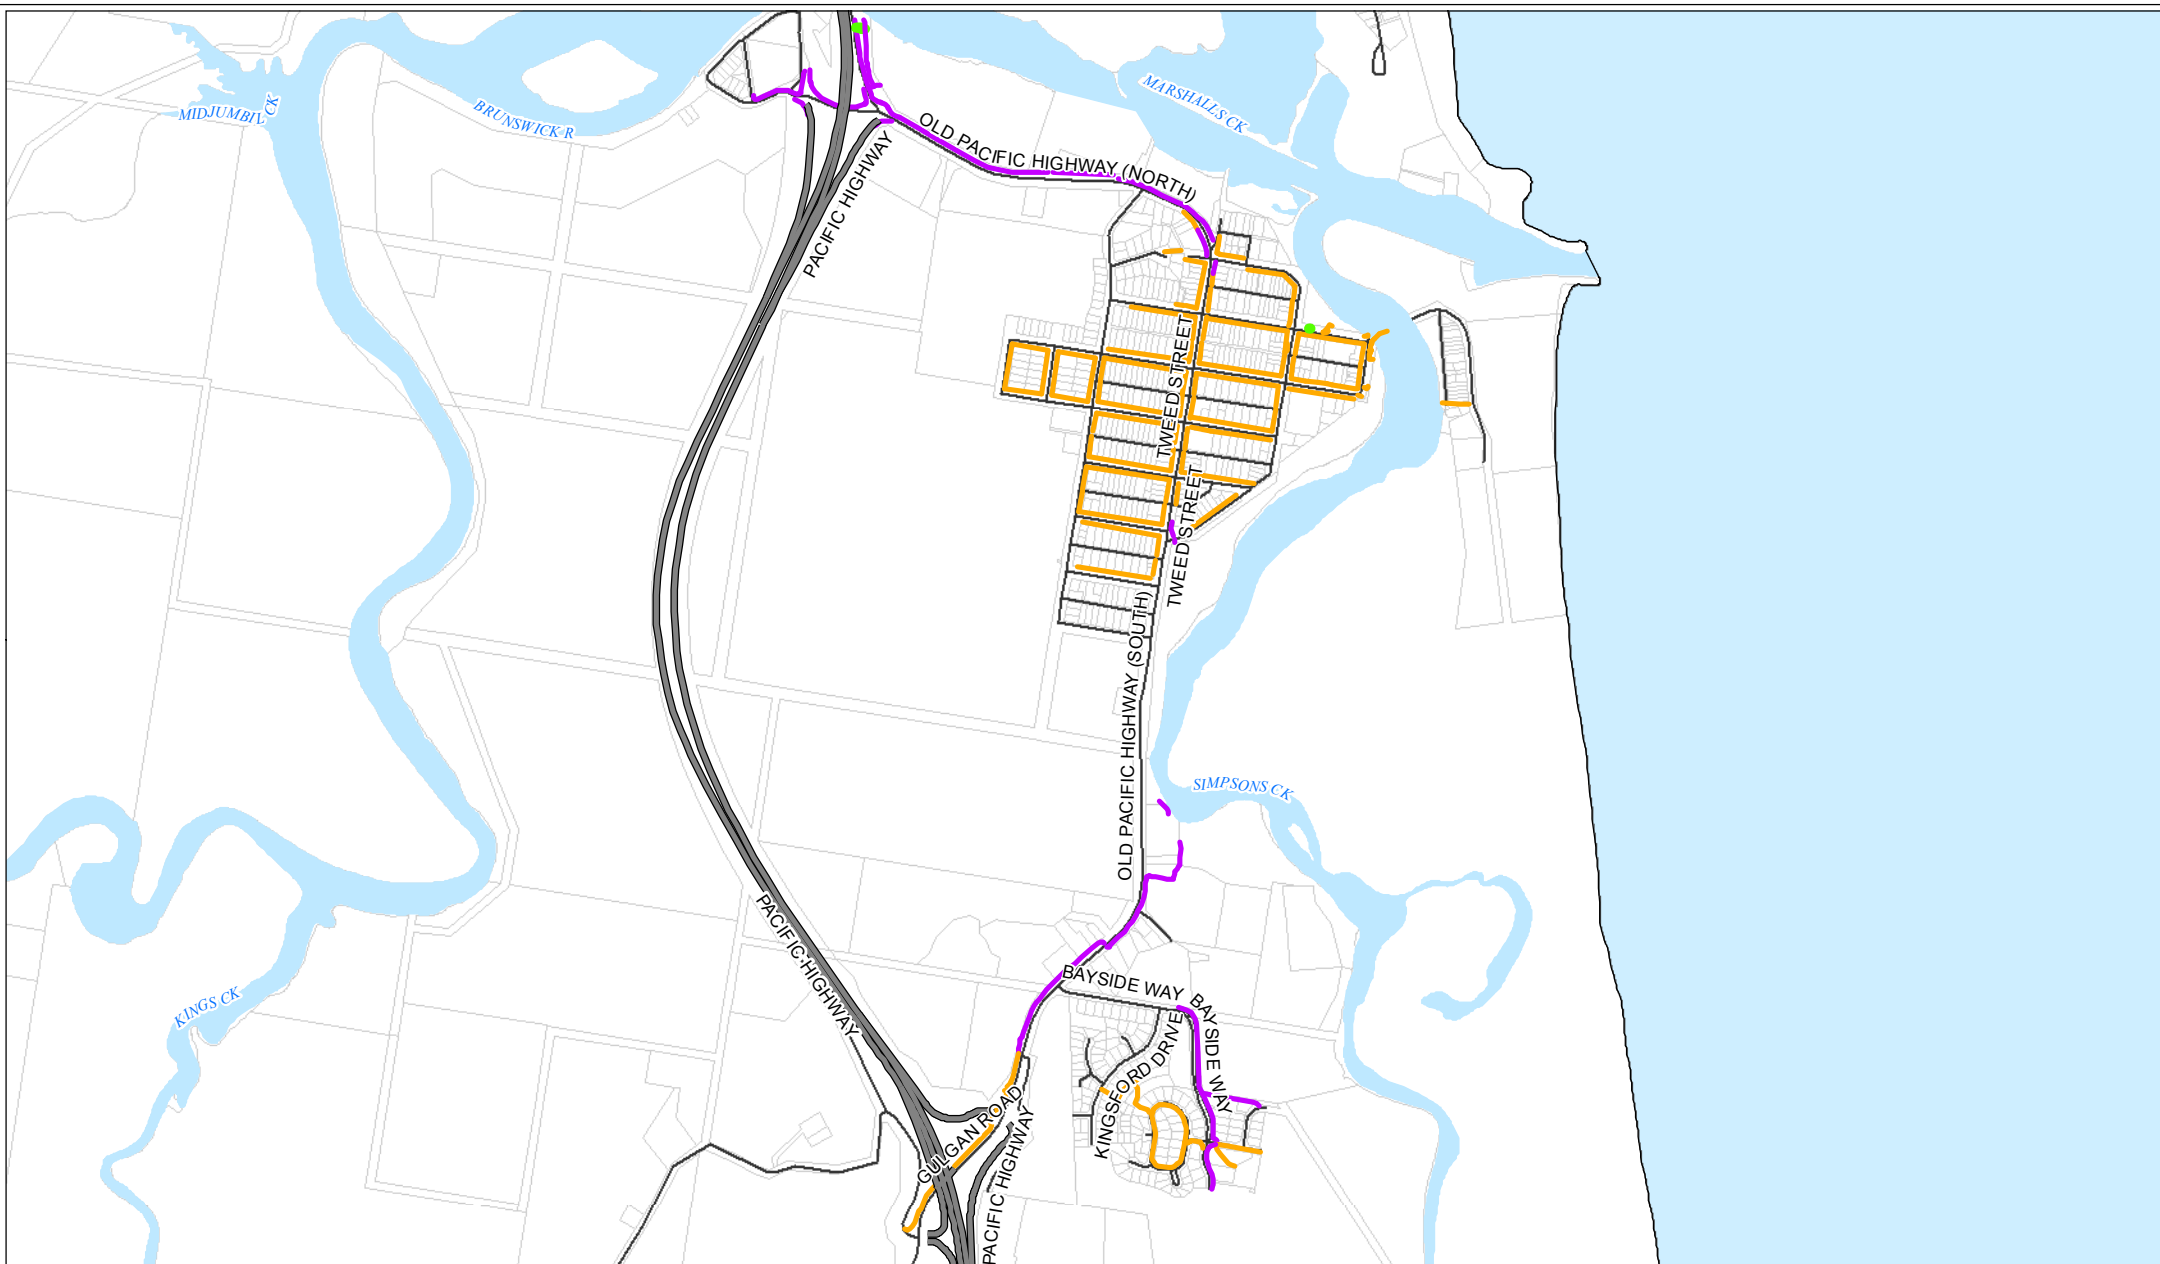 MARSHALLS CK
MIDJUMBIL CK
BRUNSWICK R
OLD PACIFIC HIGHWAY (NORTH)
PACIFIC HIGHWAY
TWEED STREET
TWEED STREET
OLD PACIFIC HIGHWAY (SOUTH)
SIMPSONS CK
PACIFIC HIGHWAY
KINGS CK
BAYSIDE WAY
BAYSIDE WAY
KINGSFORD DRIVE
GULGAN ROAD
PACIFIC HIGHWAY